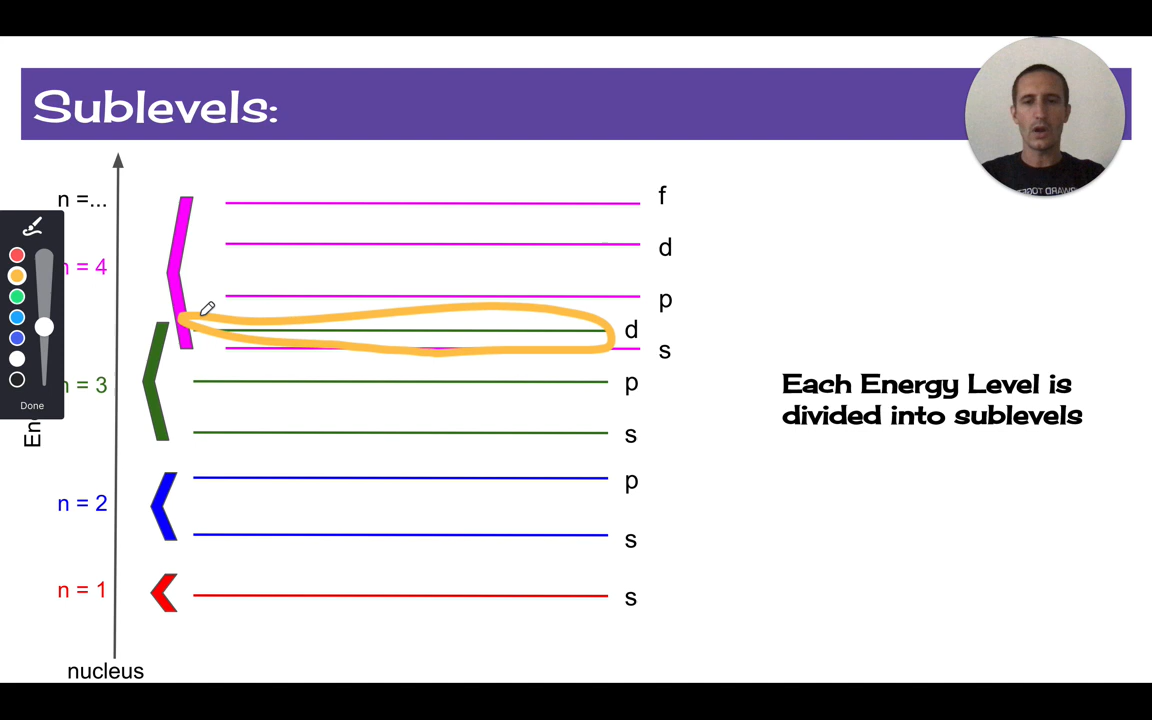 Sublevels:
n =...
f
d
n = 4
p
d
s
n = 3
p
s
Each Energy Level is
divided into sublevels
n = 2
p
s
n = 1
s
nucleus
Done